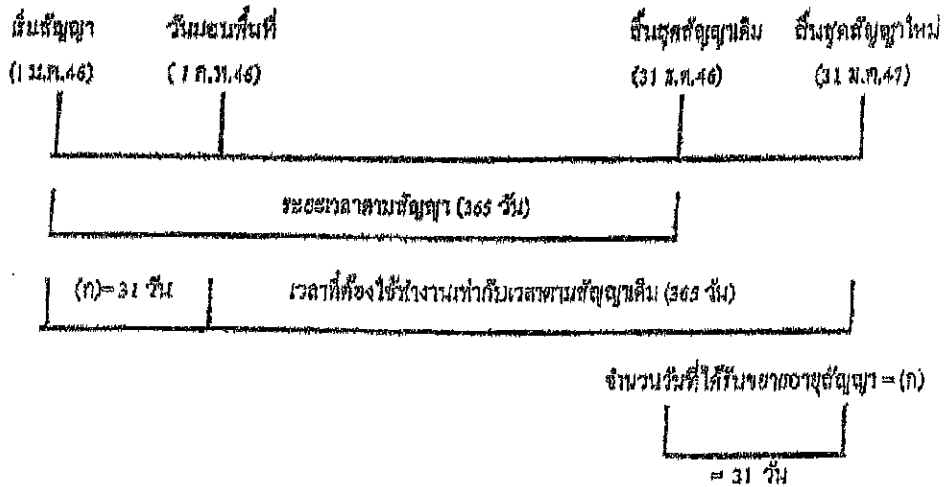 เริ่มสัญญา วันมอบพื้นที่ สิ้นสุดสัญญาเดิม สิ้นสุดสัญญาใหม่
(1 ม.ค.46) (1 ก.พ.46) (31 ธ.ค.46) (31 ม.ค.47)
ระยะเวลาตามสัญญา (365 วัน)
(ก)= 31 วัน เวลาที่ต้องใช้ทำงานเท่ากับเวลาตามสัญญาเดิม (365 วัน)
จำนวนวันที่ได้รับขยายอายุสัญญา = (ก)
= 31 วัน